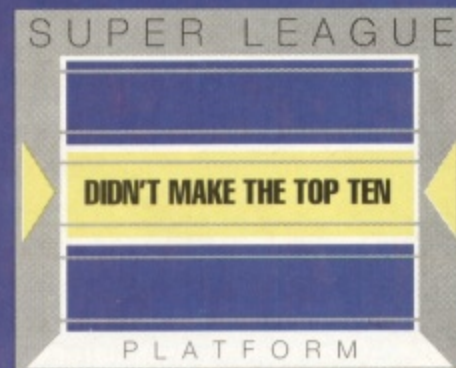 SUPER LEAGUE
DIDN'T MAKE THE TOP TEN
PLATFORM